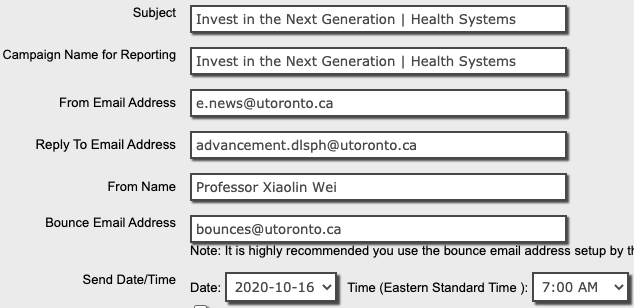 Subject Invest in the Next Generation | Health Systems
Campaign Name for Reporting Invest in the Next Generation | Health Systems
From Email Address e.news@utoronto.ca
Reply To Email Address advancement.dlsph@utoronto.ca
From Name Professor Xiaolin Wei
Bounce Email Address bounces@utoronto.ca
Note: It is highly recommended you use the bounce email address setup by th
Send Date/Time Date: 2020-10-16 Time (Eastern Standard Time ): 7:00 AM